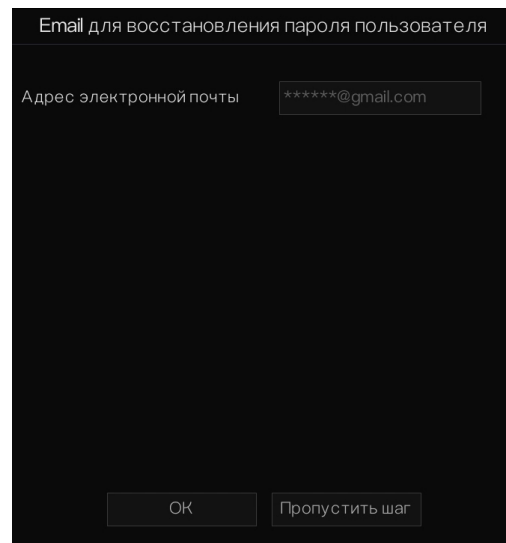 Email для восстановления пароля пользователя
Адрес электронной почты
******@gmail.com
OK
Пропустить шаг